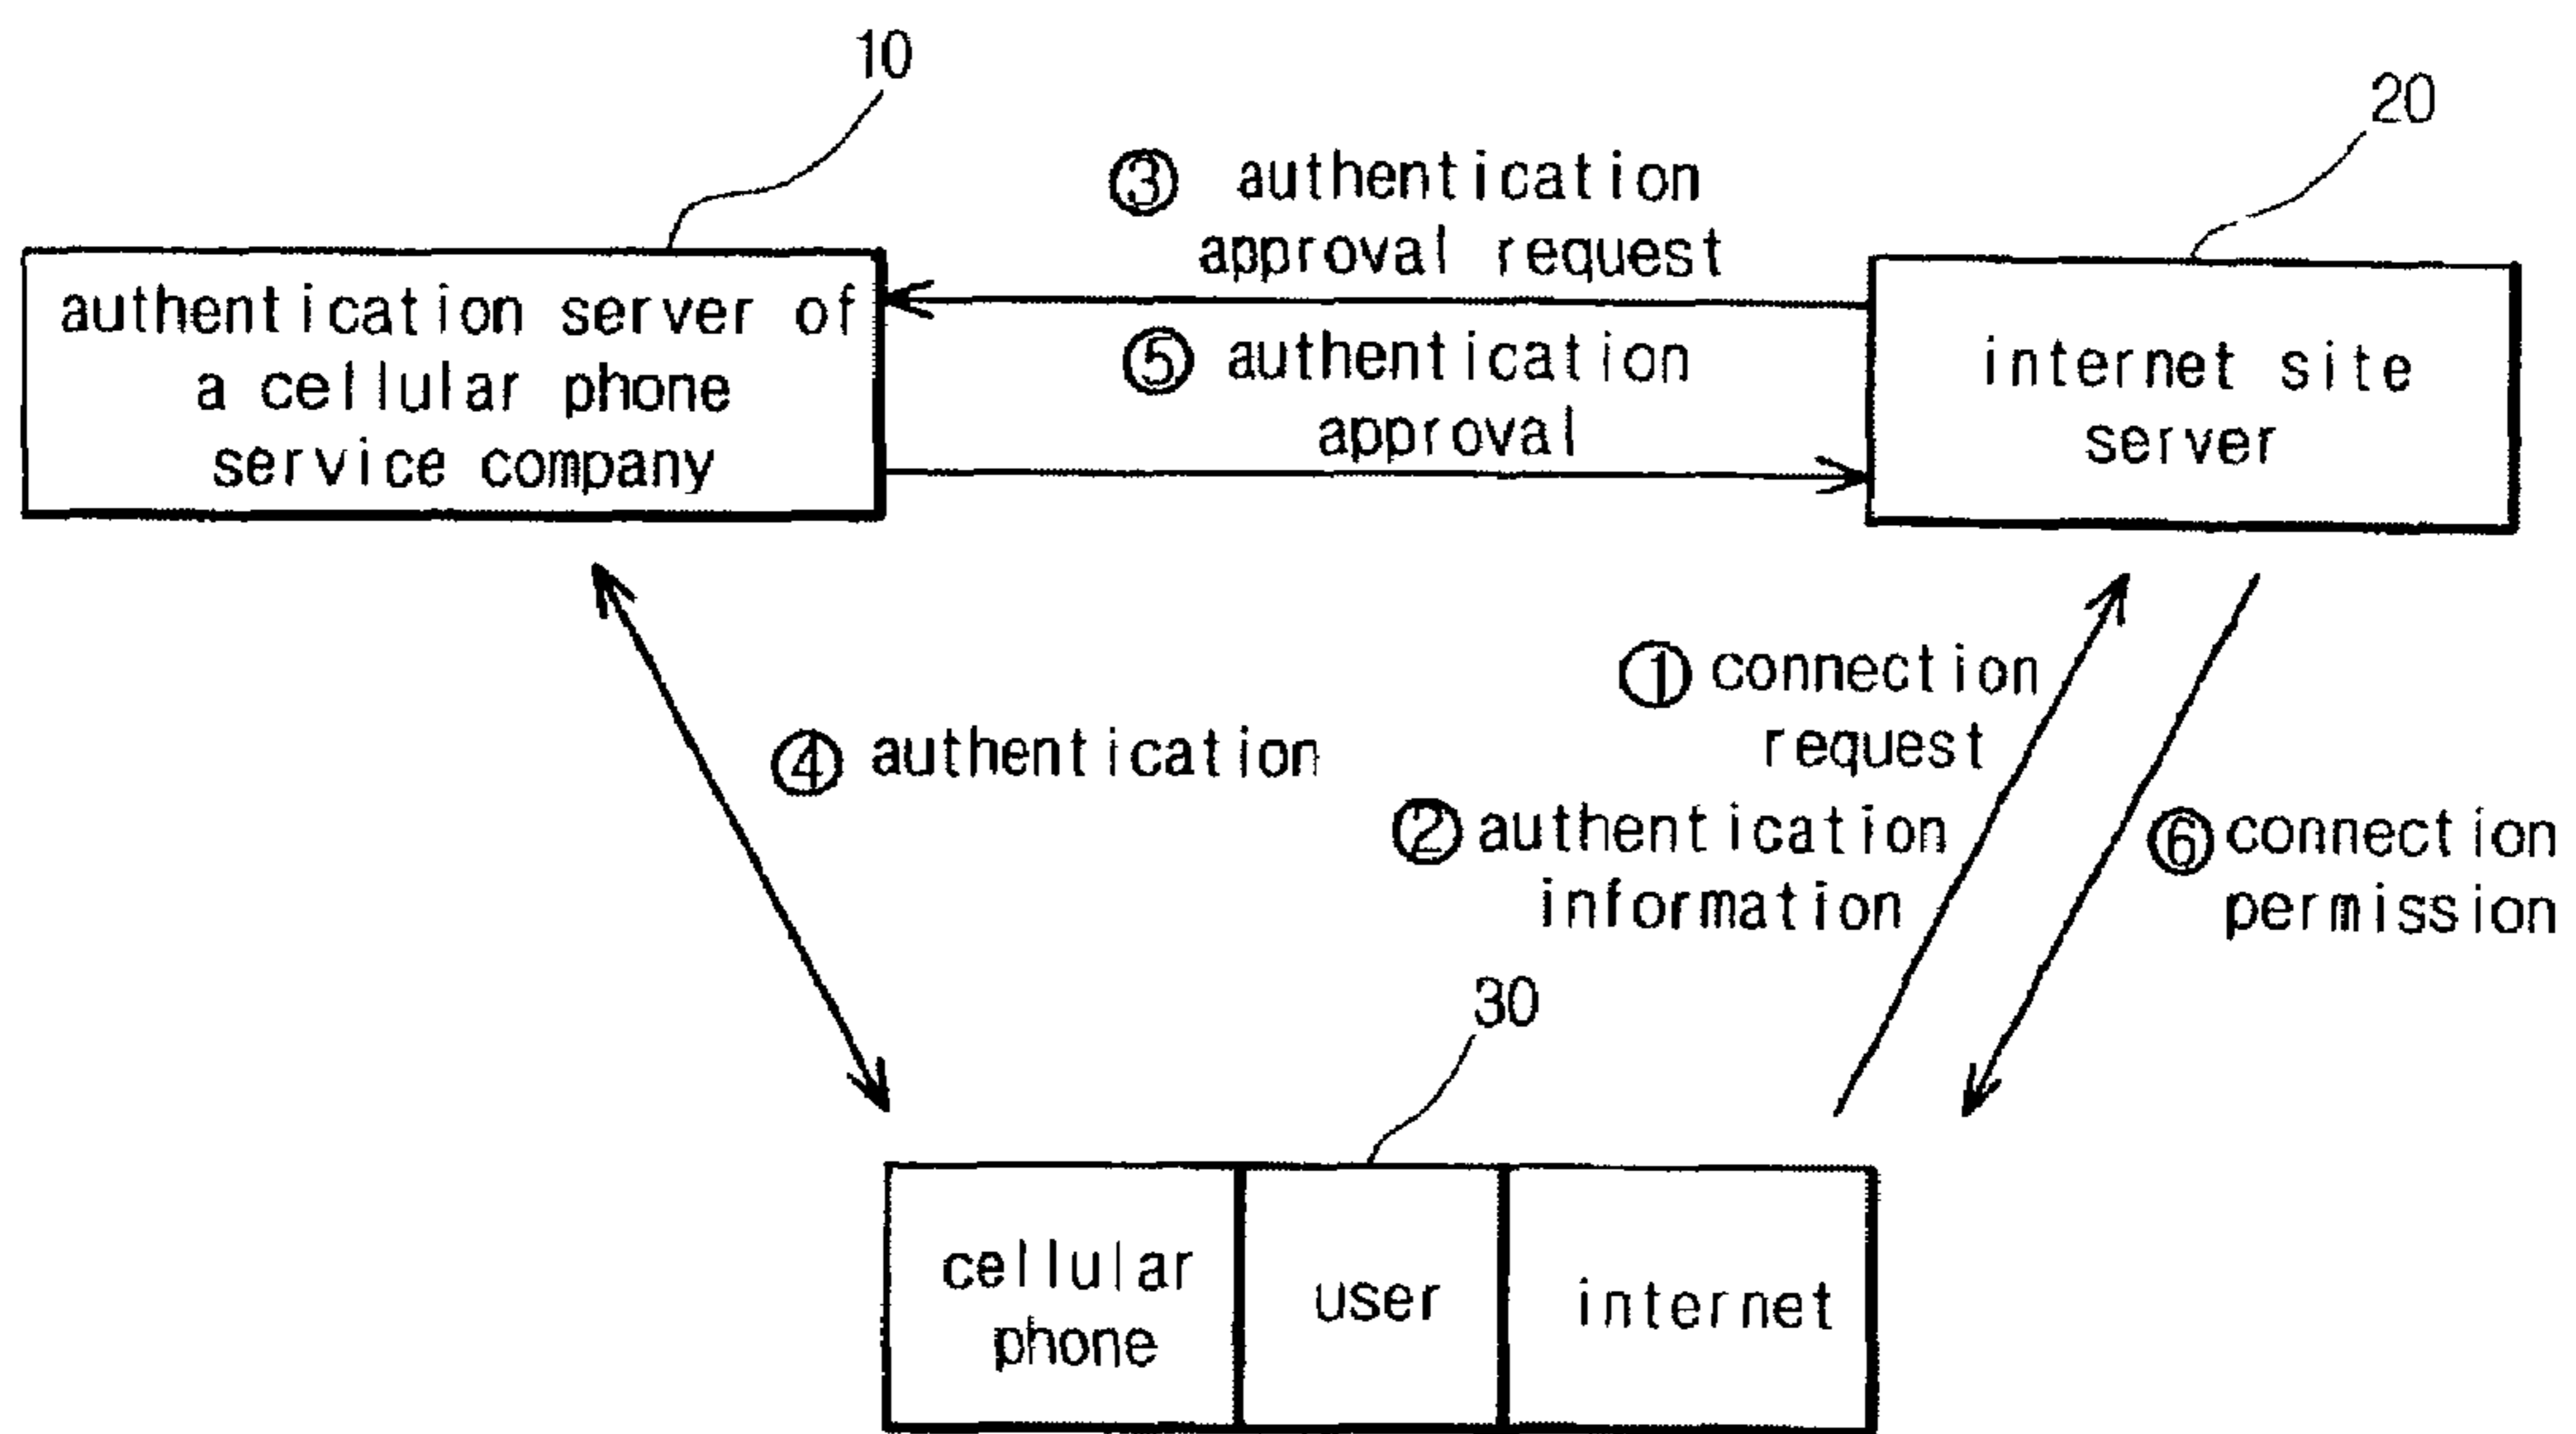 10
20
③ authentication
approval request
authentication server of
a cellular phone
service company
⑤ authentication
approval
internet site
server
① connection
request
④ authentication
② authentication
information
⑥ connection
permission
30
cellular
phone
user
internet